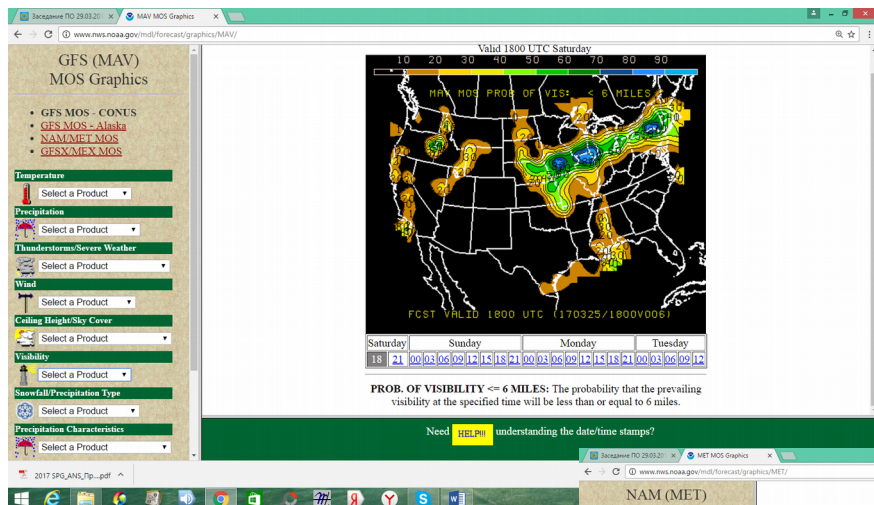 Заседание ПО 29.03.201 × MAV MOS Graphics ×
www.nws.noaa.gov/mdl/forecast/graphics/MAV/
GFS (MAV)
MOS Graphics
GFS MOS - CONUS
GFS MOS - Alaska
NAM/MET MOS
GFSX/MEX MOS
Temperature
Select a Product
Precipitation
Select a Product
Thunderstorms/Severe Weather
Select a Product
Wind
Select a Product
Ceiling Height/Sky Cover
Select a Product
Visibility
Select a Product
Snowfall/Precipitation Type
Select a Product
Precipitation Characteristics
Select a Product
Valid 1800 UTC Saturday
10 20 30 40 50 60 70 80 90
MAV MOS PROB OF VIS: < 6 MILES
FCST VALID 1800 UTC (170325/1800V006)
Saturday Sunday Monday Tuesday
18 21 00 03 06 09 12 15 18 21 00 03 06 09 12 15 18 21 00 03 06 09 12
PROB. OF VISIBILITY <= 6 MILES: The probability that the prevailing
visibility at the specified time will be less than or equal to 6 miles.
Need HELP!!! understanding the date/time stamps?
2017 SPG_ANS_Пр....pdf
Заседание ПО 29.03.201 × MET MOS Graphics ×
www.nws.noaa.gov/mdl/forecast/graphics/MET/
NAM (MET)